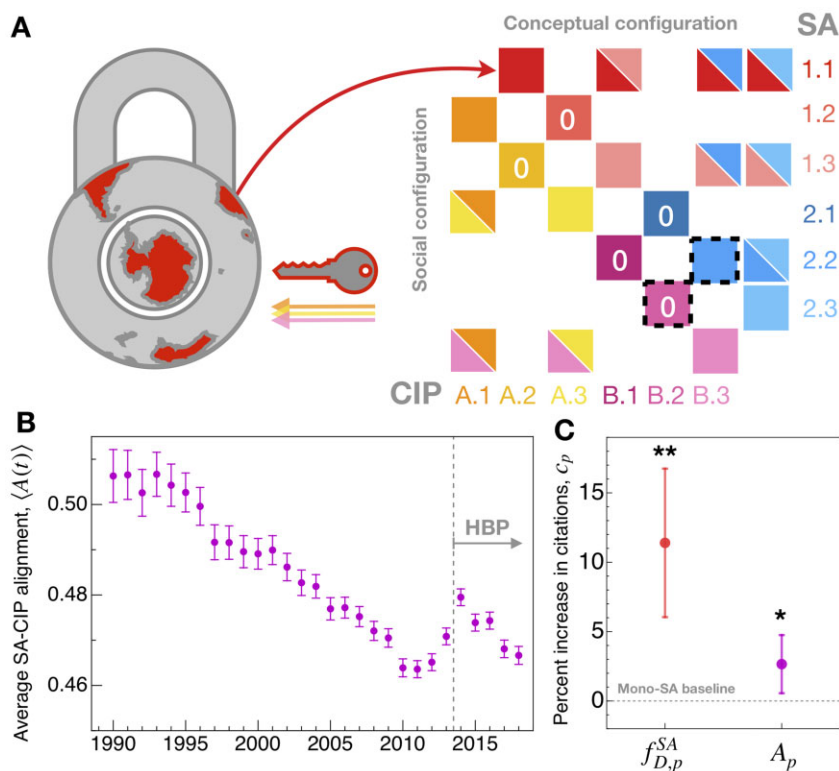 A
Conceptual configuration
SA
Social configuration
1.1
1.2
0
1.3
0
2.1
0
2.2
0
2.3
0
CIP A.1 A.2 A.3 B.1 B.2 B.3
B
Average SA-CIP alignment, ⟨A(t)⟩
0.50
0.48
0.46
HBP
1990 1995 2000 2005 2010 2015
C
Percent increase in citations, cₚ
**
*
15
10
5
0
Mono-SA baseline
f^{SA}_{D,p} Aₚ